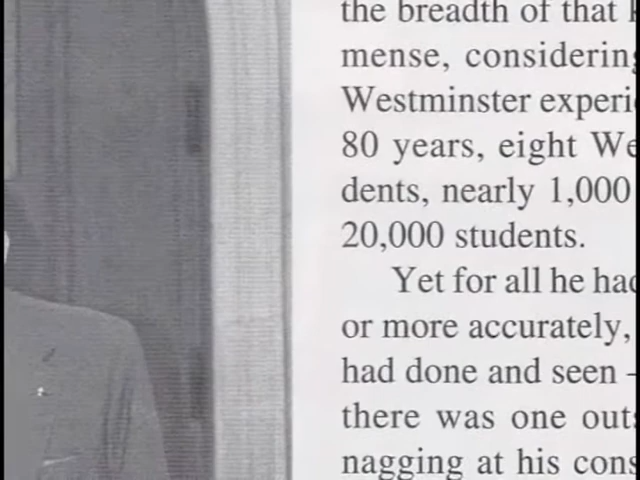 the breadth of that
mense, considering
Westminster experi
80 years, eight We
dents, nearly 1,000
20,000 students.
Yet for all he had
or more accurately,
had done and seen -
there was one out
nagging at his cons